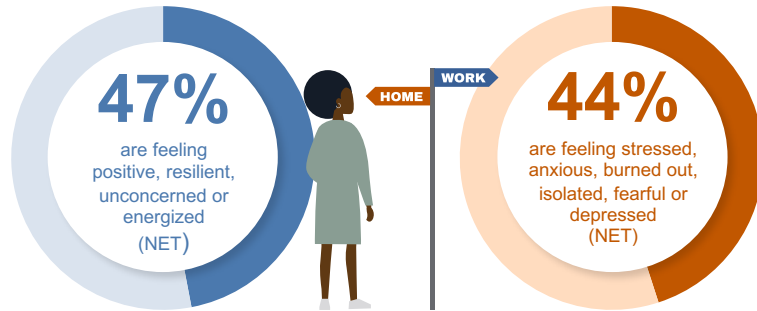 47%
are feeling
positive, resilient,
unconcerned or
energized
(NET)
HOME
WORK
44%
are feeling stressed,
anxious, burned out,
isolated, fearful or
depressed
(NET)